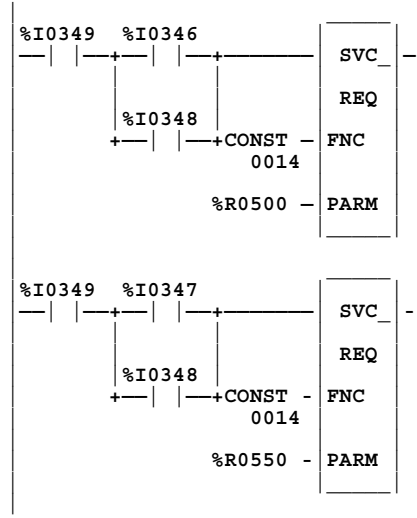 %I0349 %I0346
SVC_
REQ
%I0348
CONST FNC
0014
%R0500 PARM
%I0349 %I0347
SVC_
REQ
%I0348
CONST FNC
0014
%R0550 PARM